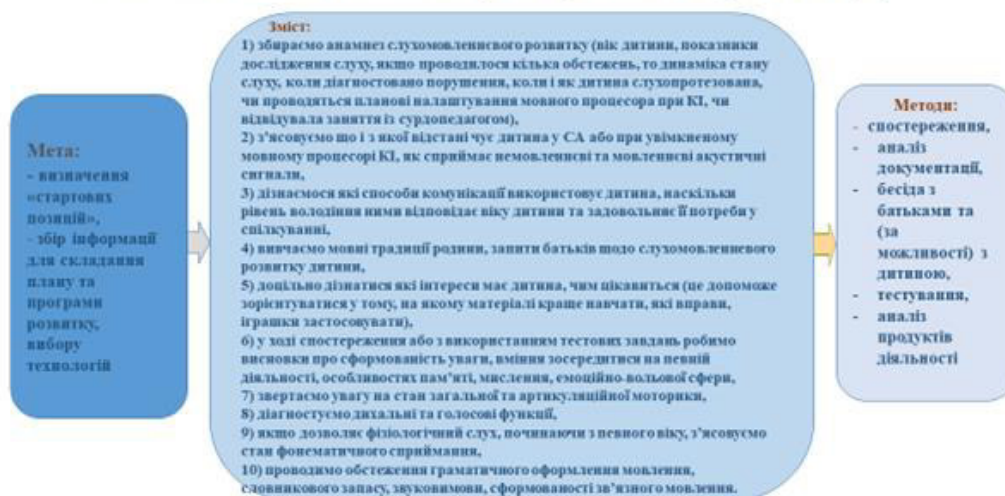 Мета:
- визначення
«стартових
позицій»,
- збір інформації
для складання
плану та
програми
розвитку,
вибору
технологій
Зміст:
1) збираємо анамнез слухомовленнєвого розвитку (вік дитини, показники
дослідження слуху, якщо проводилося кілька обстежень, то динаміка стану
слуху, коли діагностовано порушення, коли і як дитина слухопротезована,
чи проводяться планові налаштування мовного процесора при КІ, чи
відвідувала заняття із сурдопедагогом),
2) з’ясовуємо що і з якої відстані чує дитина у СА або при увімкненому
мовному процесорі КІ, як сприймає немовленнєві та мовленнєві акустичні
сигнали,
3) дізнаємося які способи комунікації використовує дитина, наскільки
рівень володіння ними відповідає віку дитини та задовольняє її потреби у
спілкуванні,
4) вивчаємо мовні традиції родини, запити батьків щодо слухомовленневого
розвитку дитини,
5) доцільно дізнатися які інтереси має дитина, чим цікавиться (це допоможе
зорієнтуватися у тому, на якому матеріалі краще навчати, які вправи,
іграшки застосовувати),
6) у ході спостереження або з використанням тестових завдань робимо
висновки про сформованість уваги, вміння зосередитися на певній
діяльності, особливостях пам’яті, мислення, емоційно-вольової сфери,
7) звертаємо увагу на стан загальної та артикуляційної моторики,
8) діагностуємо дихальні та голосові функції,
9) якщо дозволяє фізіологічний слух, починаючи з певного віку, з’ясовуємо
стан фонематичного сприймання,
10) проводимо обстеження граматичного оформлення мовлення,
словникового запасу, звуковимови, сформованості зв’язного мовлення.
Методи:
- спостереження,
- аналіз
документації,
- бесіда з
батьками та
(за
можливості) з
дитиною,
- тестування,
- аналіз
продуктів
діяльності